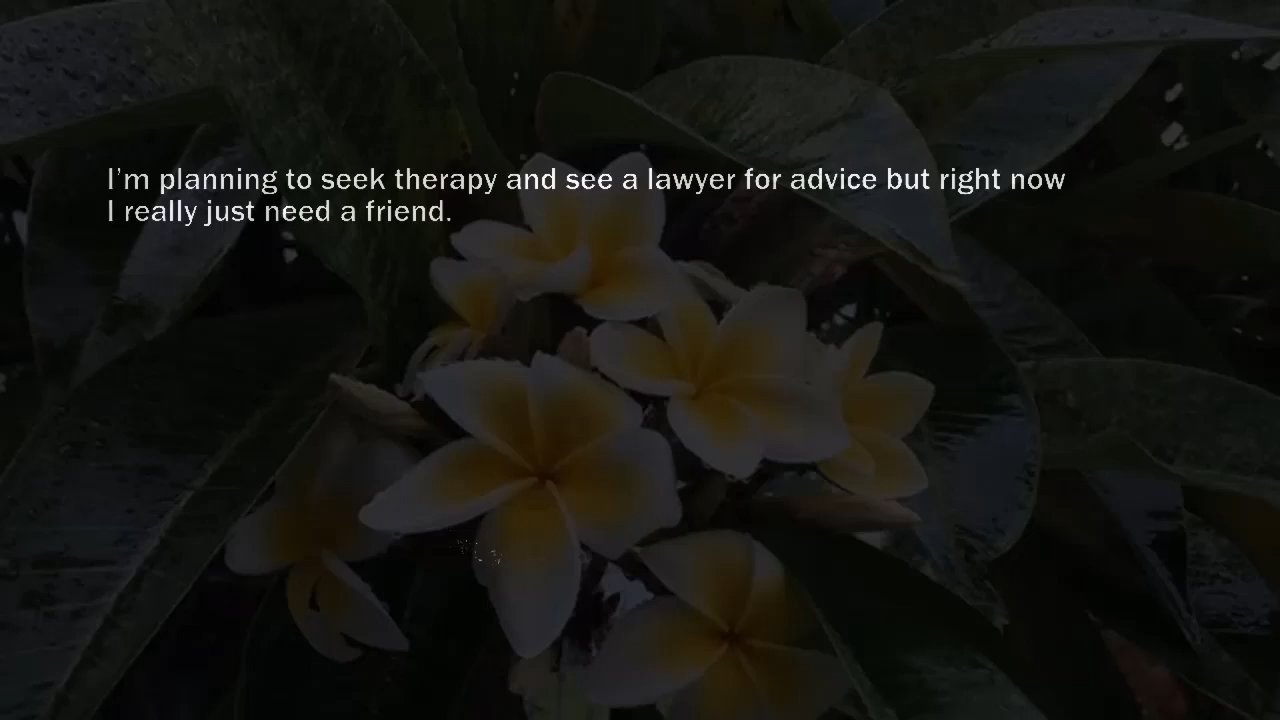 I'm planning to seek therapy and see a lawyer for advice but right now
I really just need a friend.